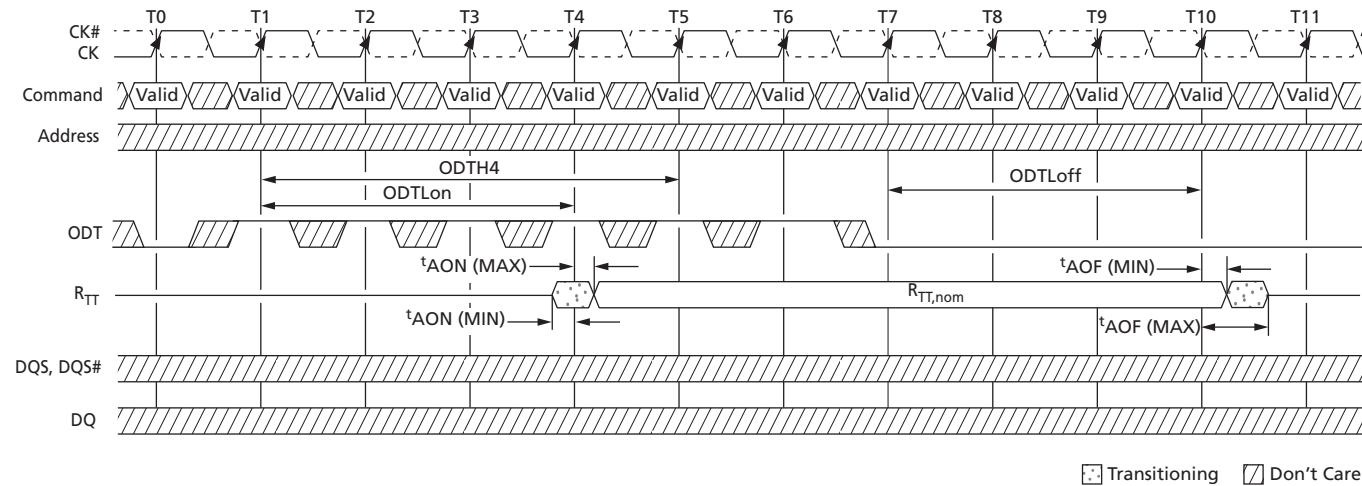 T0 T1 T2 T3 T4 T5 T6 T7 T8 T9 T10 T11
CK#
CK
Command Valid Valid Valid Valid Valid Valid Valid Valid Valid Valid Valid Valid
Address
ODTH4
ODTLon
ODTLoff
ODT
tAON (MAX) tAOF (MIN)
RTT RTT,nom
tAON (MIN) tAOF (MAX)
DQS, DQS#
DQ
Transitioning Don't Care